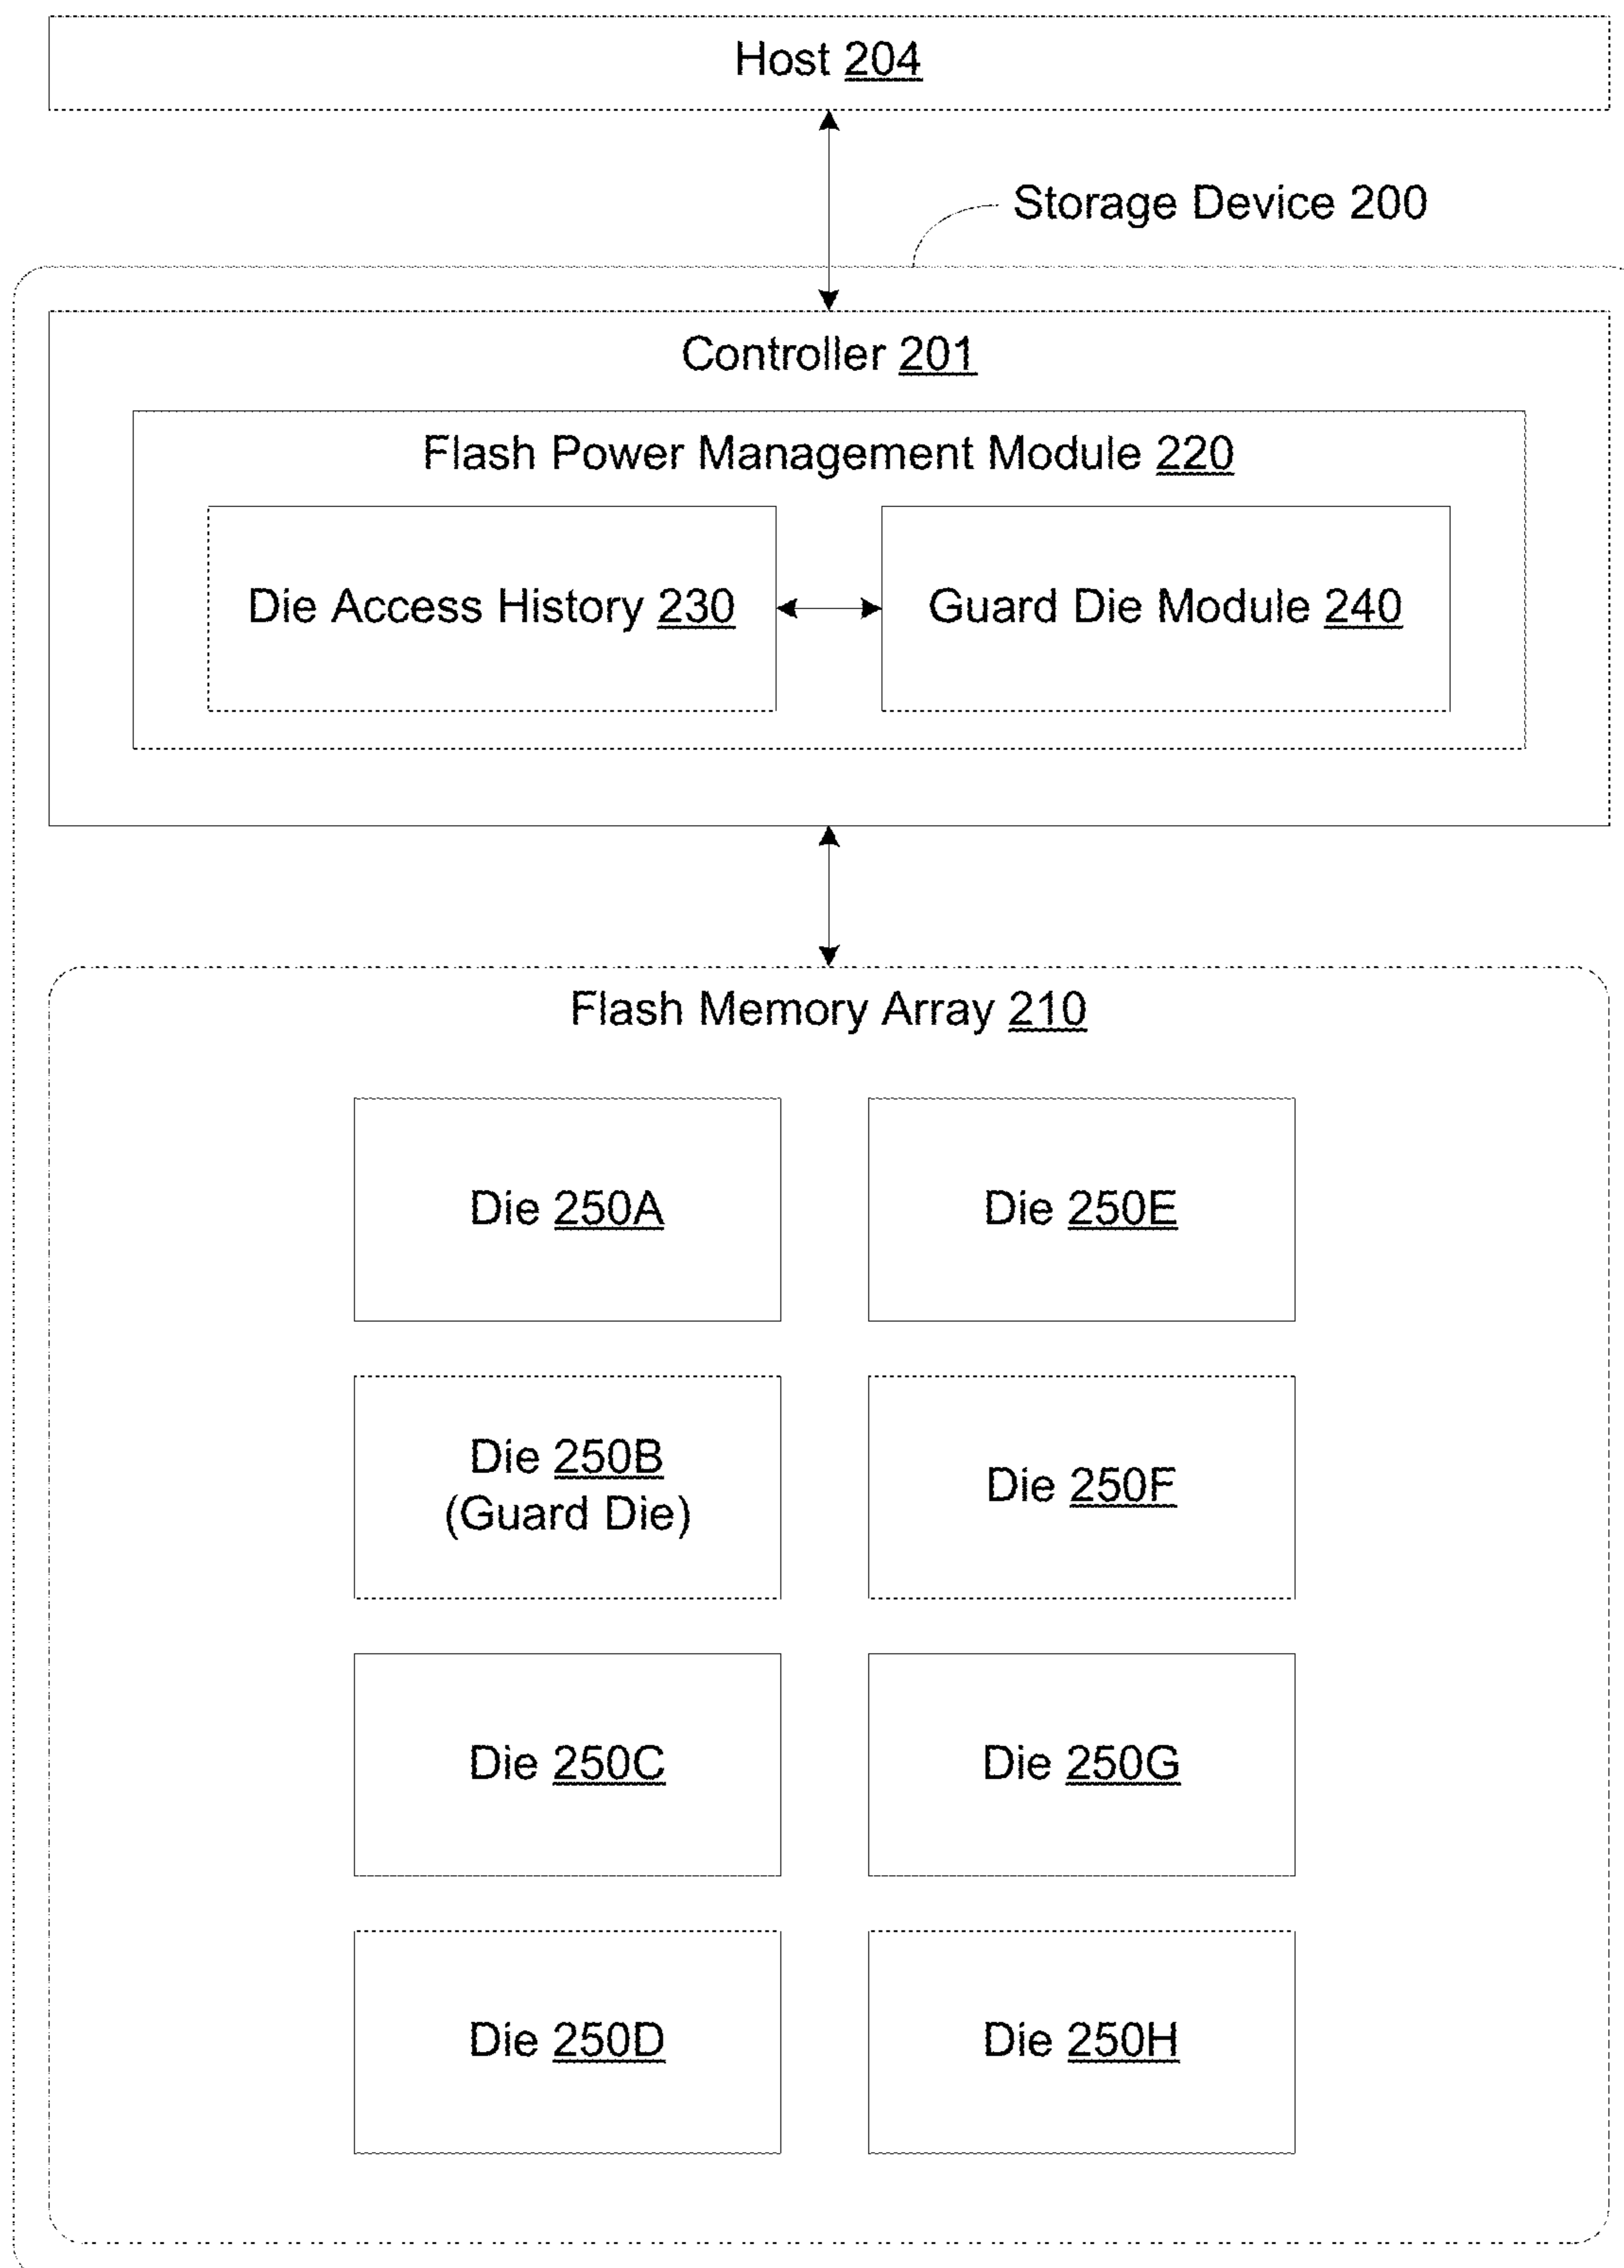 Host 204
Storage Device 200
Controller 201
Flash Power Management Module 220
Die Access History 230
Guard Die Module 240
Flash Memory Array 210
Die 250A
Die 250E
Die 250B
(Guard Die)
Die 250F
Die 250C
Die 250G
Die 250D
Die 250H